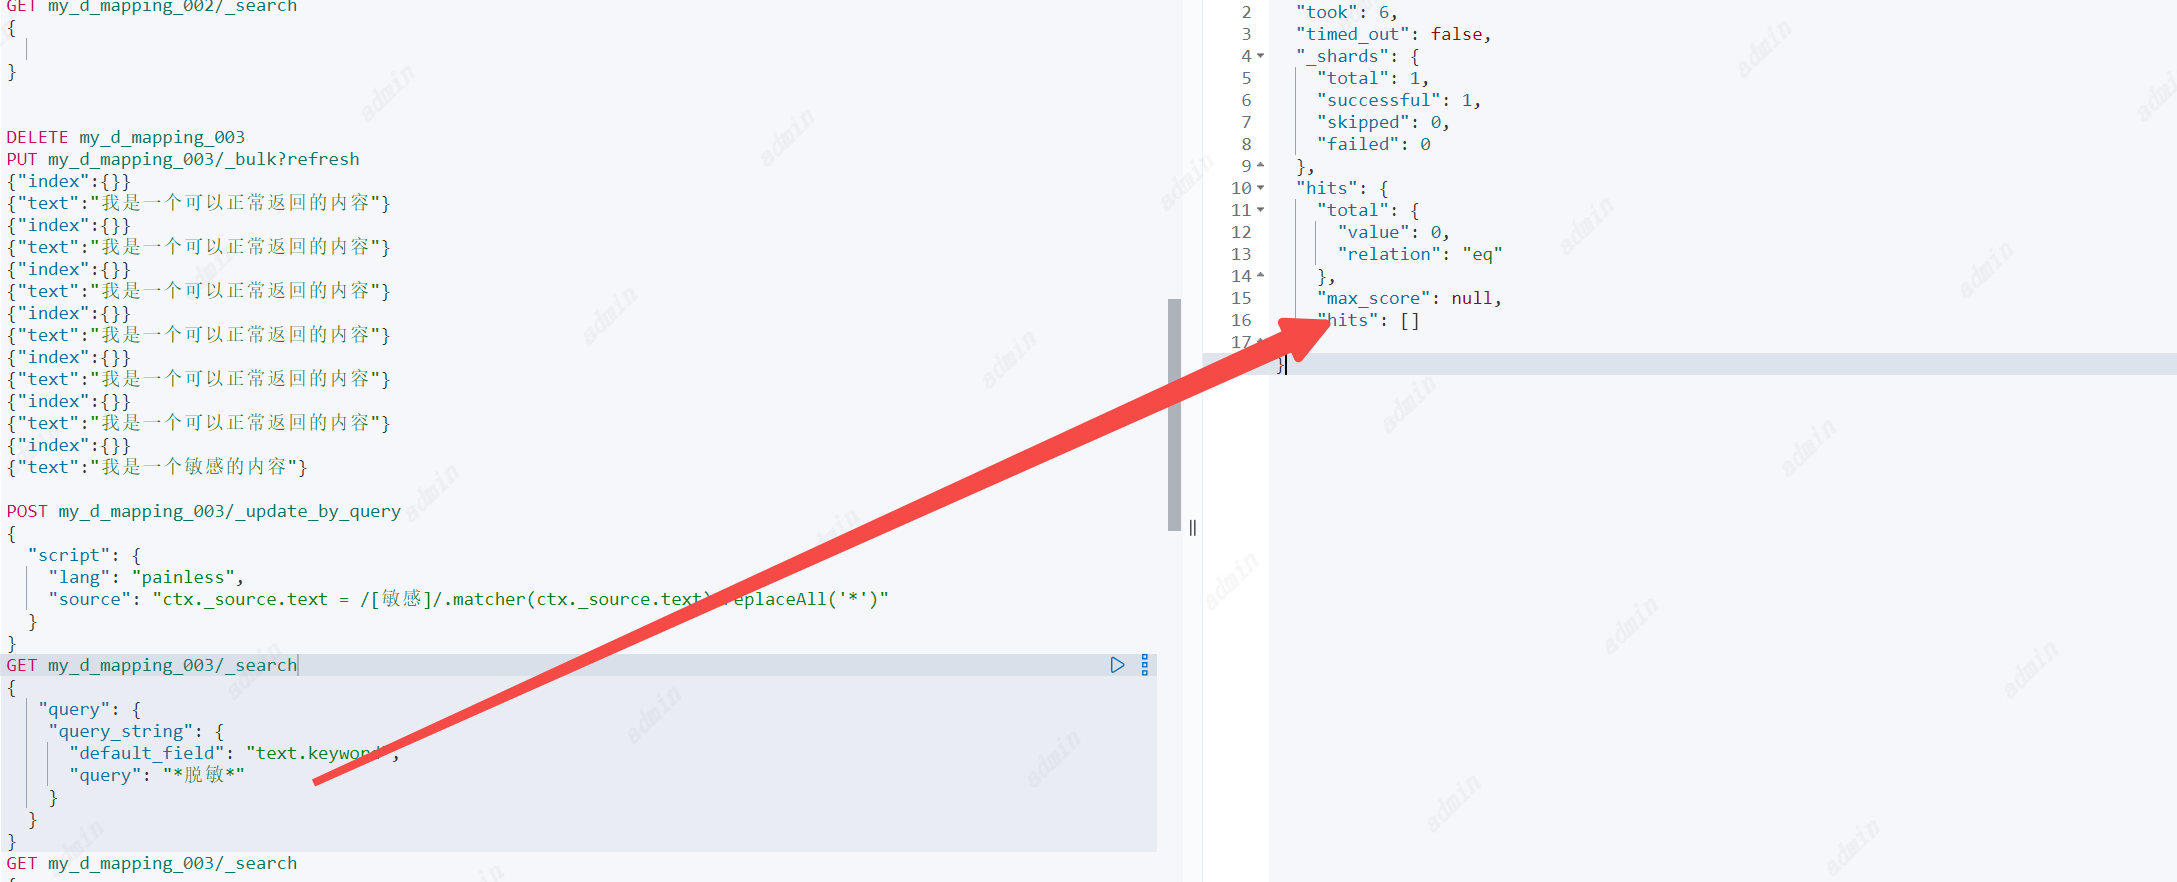 GET my_d_mapping_002/_search
{
}
DELETE my_d_mapping_003
PUT my_d_mapping_003/_bulk?refresh
{"index":{}}
{"text":"我是一个可以正常返回的内容"}
{"index":{}}
{"text":"我是一个可以正常返回的内容"}
{"index":{}}
{"text":"我是一个可以正常返回的内容"}
{"index":{}}
{"text":"我是一个可以正常返回的内容"}
{"index":{}}
{"text":"我是一个可以正常返回的内容"}
{"index":{}}
{"text":"我是一个可以正常返回的内容"}
{"index":{}}
{"text":"我是一个敏感的内容"}
POST my_d_mapping_003/_update_by_query
{
"script": {
"lang": "painless",
"source": "ctx._source.text = /[敏感]/.matcher(ctx._source.text).replaceAll('*')"
}
}
GET my_d_mapping_003/_search
{
"query": {
"query_string": {
"default_field": "text.keyword",
"query": "*脱敏*"
}
}
}
GET my_d_mapping_003/_search
2 "took": 6,
3 "timed_out": false,
4 "_shards": {
5 "total": 1,
6 "successful": 1,
7 "skipped": 0,
8 "failed": 0
9 },
10 "hits": {
11 "total": {
12 "value": 0,
13 "relation": "eq"
14 },
15 "max_score": null,
16 "hits": []
17
}